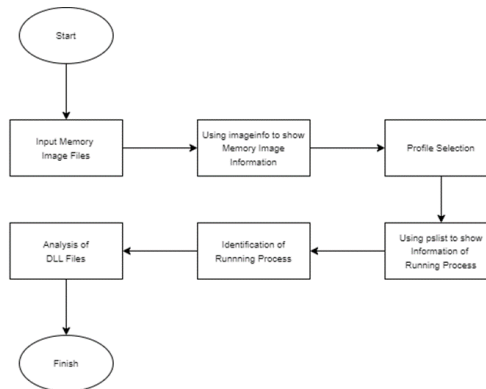 Start
Input Memory
Image Files
Using imageinfo to show
Memory Image
Information
Profile Selection
Using pslist to show
Information of
Running Process
Identification of
Runnning Process
Analysis of
DLL Files
Finish